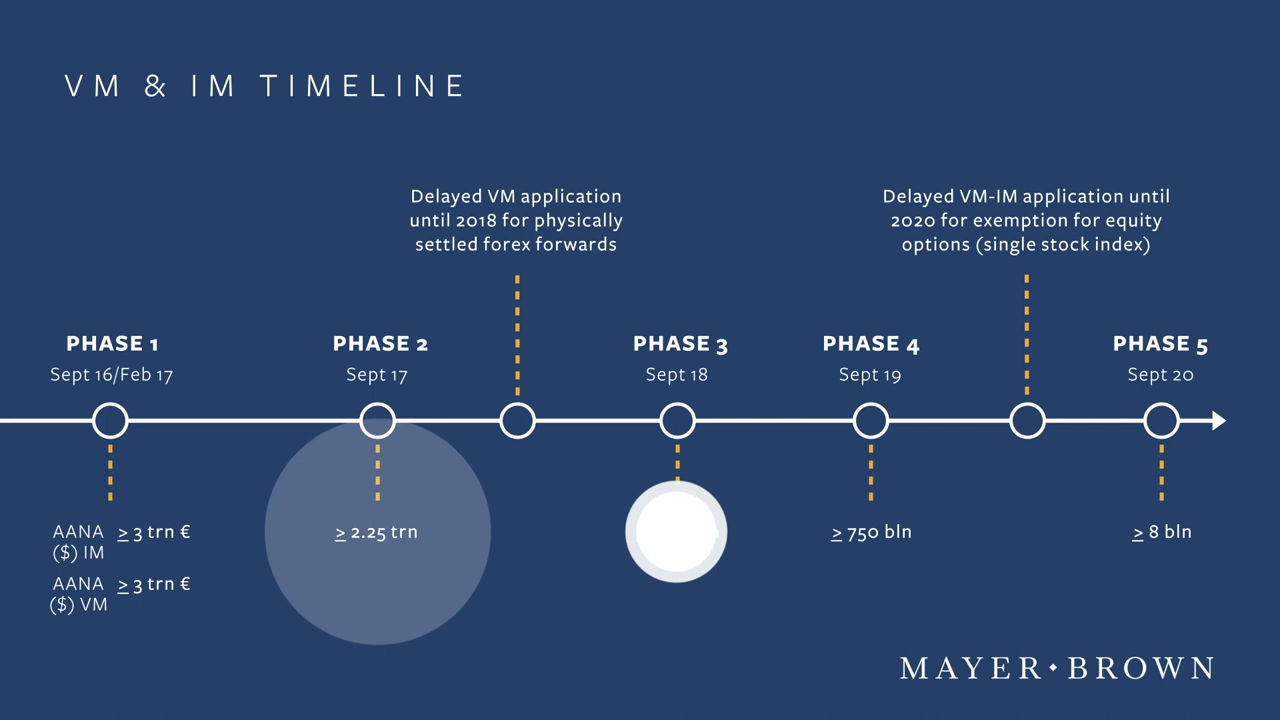 VM & IM TIMELINE
Delayed VM application
until 2018 for physically
settled forex forwards
Delayed VM-IM application until
2020 for exemption for equity
options (single stock index)
PHASE 1
Sept 16/Feb 17
PHASE 2
Sept 17
PHASE 3
Sept 18
PHASE 4
Sept 19
PHASE 5
Sept 20
AANA ≥ 3 trn €
($) IM
AANA ≥ 3 trn €
($) VM
≥ 2.25 trn
≥ 750 bln
≥ 8 bln
MAYER·BROWN